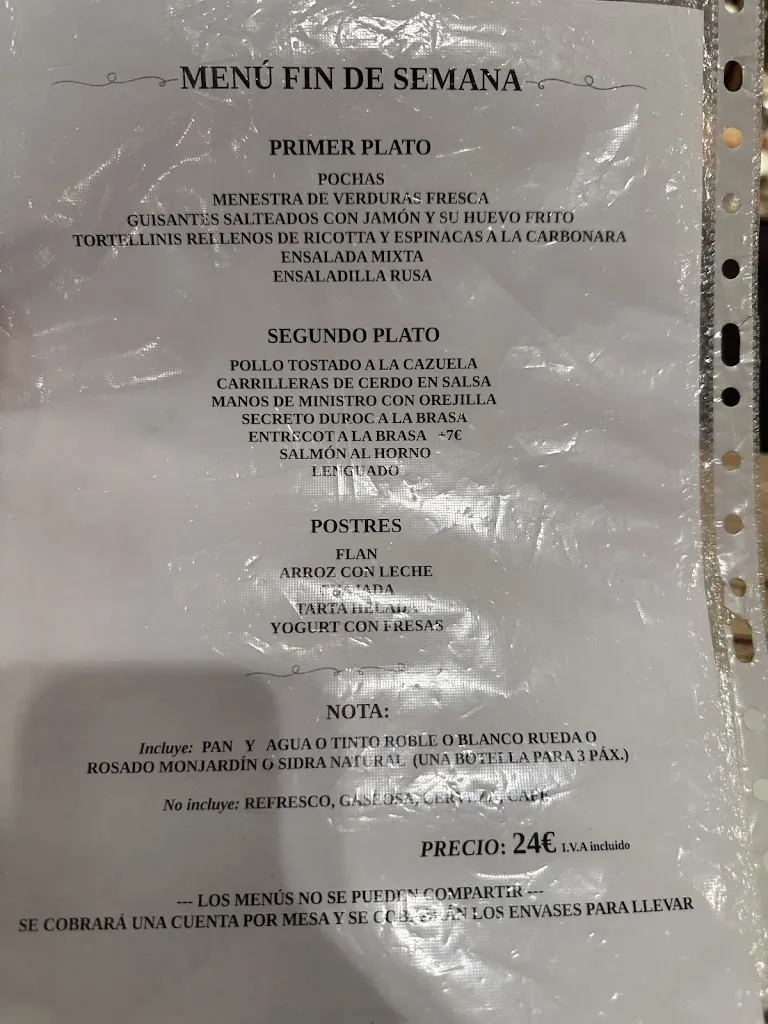 MENÚ FIN DE SEMANA
PRIMER PLATO
POCHAS
MENESTRA DE VERDURAS FRESCA
GUISANTES SALTEADOS CON JAMÓN Y SU HUEVO FRITO
TORTELLINIS RELLENOS DE RICOTTA Y ESPINACAS A LA CARBONARA
ENSALADA MIXTA
ENSALADILLA RUSA
SEGUNDO PLATO
POLLO TOSTADO A LA CAZUELA
CARRILLERAS DE CERDO EN SALSA
MANOS DE MINISTRO CON OREJILLA
SECRETO DUROC A LA BRASA
ENTRECOT A LA BRASA +7€
SALMÓN AL HORNO
LENGUADO
POSTRES
FLAN
ARROZ CON LECHE
TARTA HELADA
YOGURT CON FRESAS
NOTA:
Incluye: PAN Y AGUA O TINTO ROBLE O BLANCO RUEDA O
ROSADO MONJARDÍN O SIDRA NATURAL (UNA BOTELLA PARA 3 PÁX.)
No incluye: REFRESCO, GASEOSA, CERVEZA, CAFE
PRECIO: 24€ I.V.A incluido
--- LOS MENÚS NO SE PUEDEN COMPARTIR ---
SE COBRARÁ UNA CUENTA POR MESA Y SE COBRARÁN LOS ENVASES PARA LLEVAR